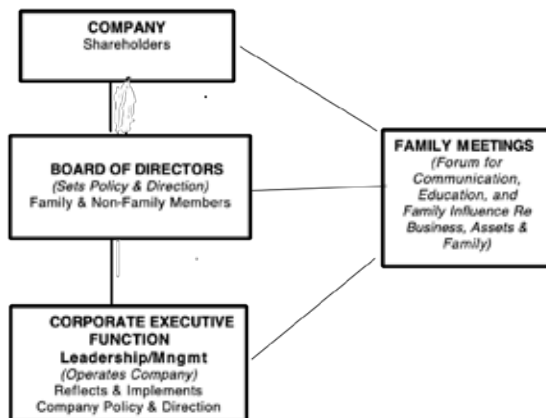 COMPANY
Shareholders
BOARD OF DIRECTORS
(Sets Policy & Direction)
Family & Non-Family Members
FAMILY MEETINGS
(Forum for
Communication,
Education, and
Family Influence Re
Business, Assets &
Family)
CORPORATE EXECUTIVE
FUNCTION
Leadership/Mngmt
(Operates Company)
Reflects & Implements
Company Policy & Direction